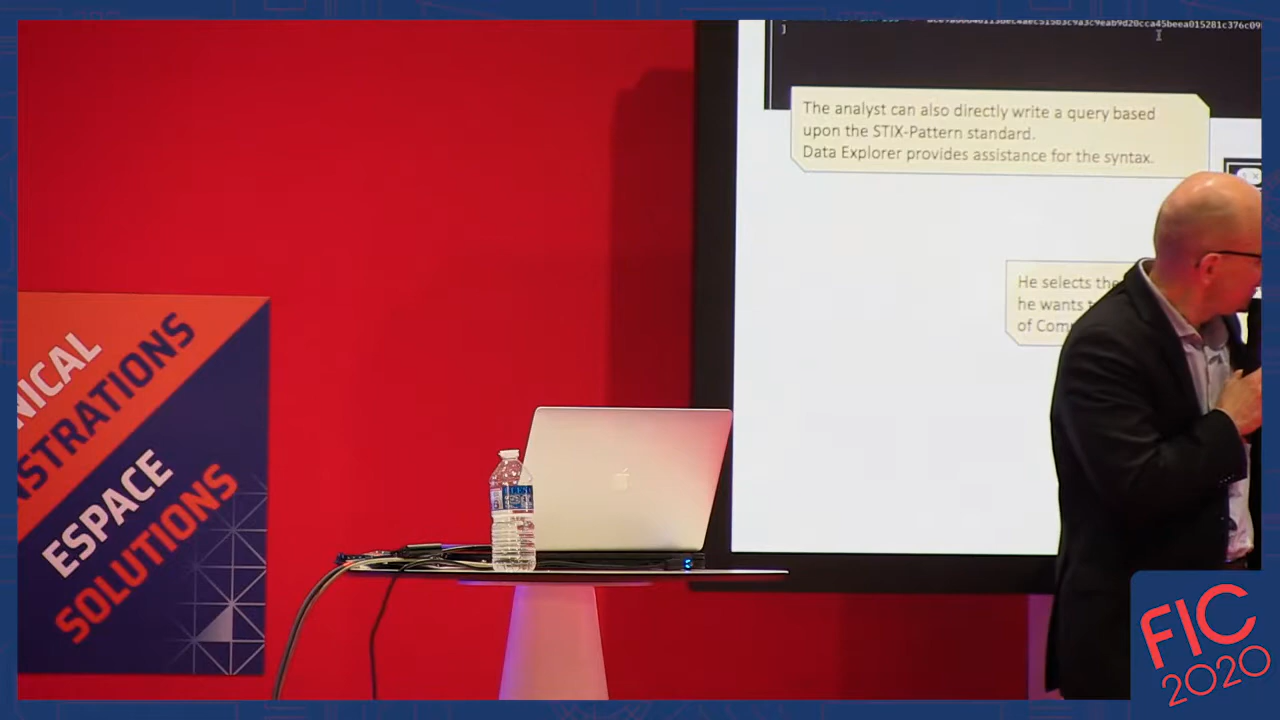 ]
The analyst can also directly write a query based
upon the STIX-Pattern standard.
Data Explorer provides assistance for the syntax.
He selects the
he wants
of Com
NICAL
STRATIONS
ESPACE
SOLUTIONS
FIC
2020